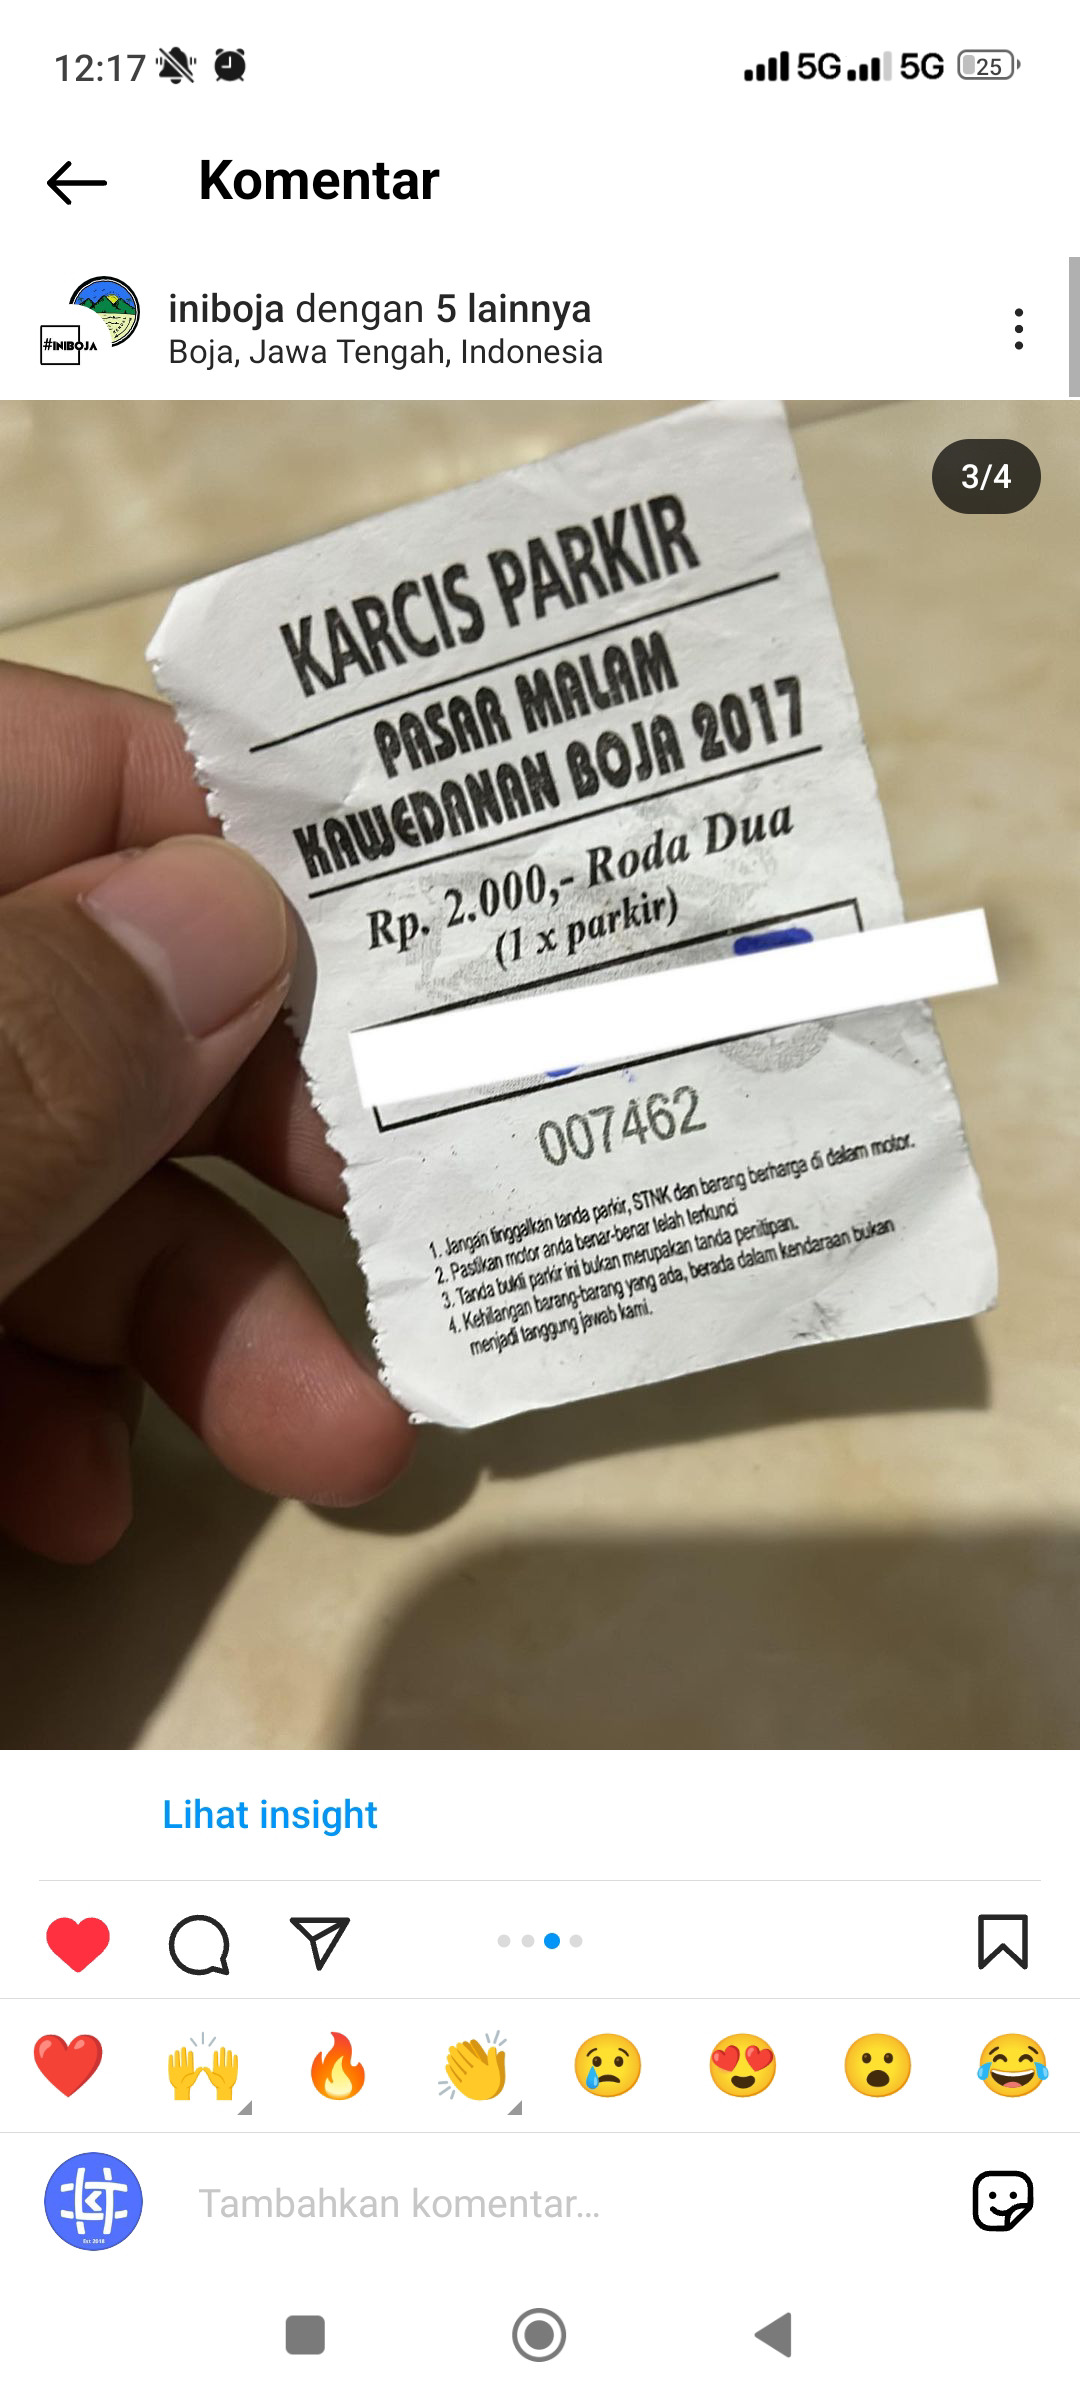 12:17 5G 5G 25
Komentar
iniboja dengan 5 lainnya
#INIBOJA
Boja, Jawa Tengah, Indonesia
3/4
KARCIS PARKIR
PASAR MALAM
KAWEDANAN BOJA 2017
Rp. 2.000,- Roda Dua
(1 x parkir)
007462
1. Jangan tinggalkan tanda parkir, STNK dan barang berharga di dalam motor.
2. Pastikan motor anda benar-benar telah terkunci
3. Tanda bukti parkir ini bukan merupakan tanda penitipan.
4. Kehilangan barang-barang yang ada, berada dalam kendaraan bukan
menjadi tanggung jawab kami.
Lihat insight
Tambahkan komentar...
Est 2018